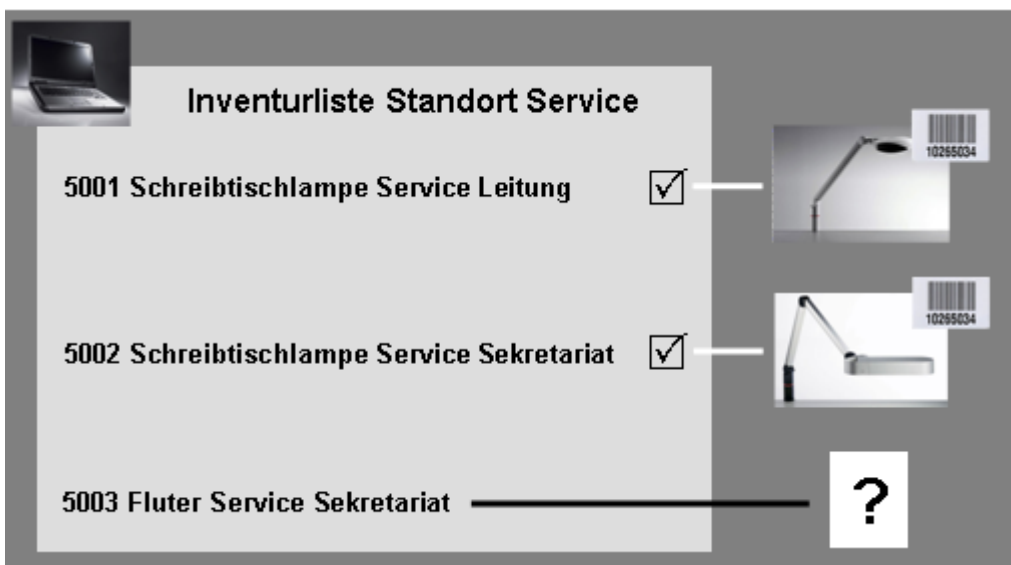 Inventurliste Standort Service
10265034
5001 Schreibtischlampe Service Leitung
10265034
5002 Schreibtischlampe Service Sekretariat
5003 Fluter Service Sekretariat
?